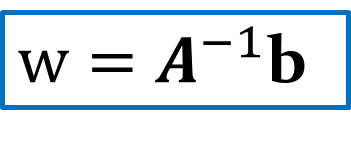 w = A⁻¹b